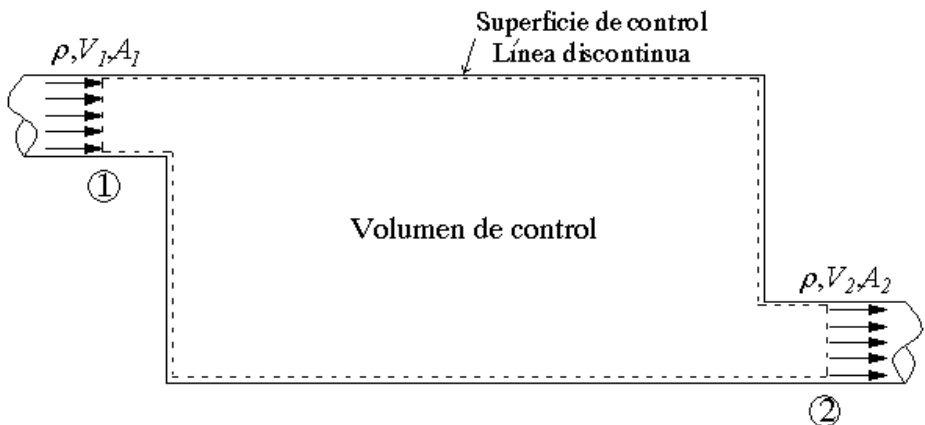 Superficie de control
Línea discontinua
ρ,V₁,A₁
①
Volumen de control
ρ,V₂,A₂
②